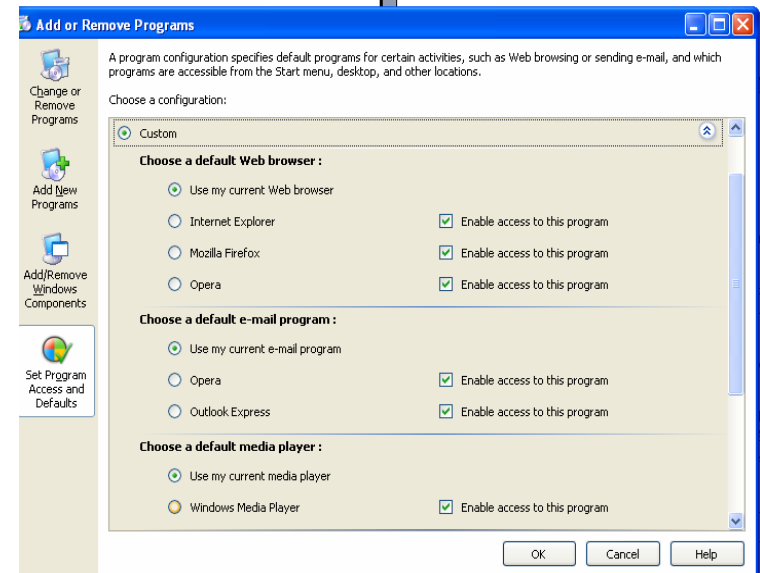 Add or Remove Programs
Change or
Remove
Programs
Add New
Programs
Add/Remove
Windows
Components
Set Program
Access and
Defaults
A program configuration specifies default programs for certain activities, such as Web browsing or sending e-mail, and which
programs are accessible from the Start menu, desktop, and other locations.
Choose a configuration:
Custom
Choose a default Web browser :
Use my current Web browser
Internet Explorer Enable access to this program
Mozilla Firefox Enable access to this program
Opera Enable access to this program
Choose a default e-mail program :
Use my current e-mail program
Opera Enable access to this program
Outlook Express Enable access to this program
Choose a default media player :
Use my current media player
Windows Media Player Enable access to this program
OK Cancel Help